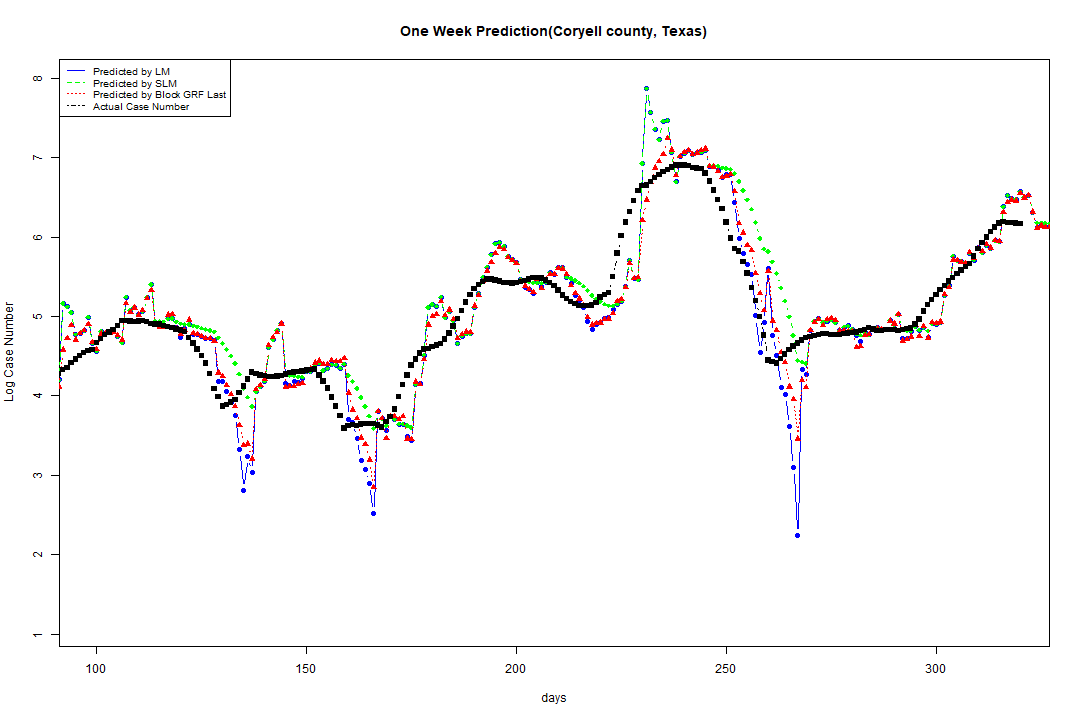 One Week Prediction(Coryell county, Texas)
Predicted by LM
Predicted by SLM
Predicted by Block GRF Last
Actual Case Number
8
7
6
5
4
3
2
1
Log Case Number
100 150 200 250 300
days